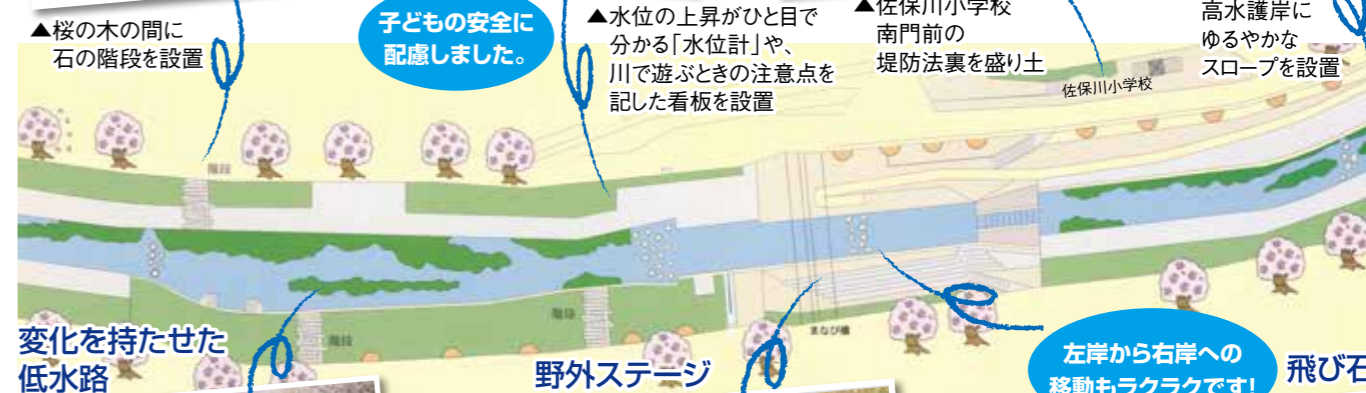 ▲桜の木の間に
石の階段を設置
子どもの安全に
配慮しました。
▲水位の上昇がひと目で
分かる「水位計」や、
川で遊ぶときの注意点を
記した看板を設置
▲佐保川小学校
南門前の
堤防法裏を盛り土
高水護岸に
ゆるやかな
スロープを設置
佐保川小学校
階段
階段
階段
まなび橋
変化を持たせた
低水路
野外ステージ
左岸から右岸への
移動もラクラクです!
飛び石